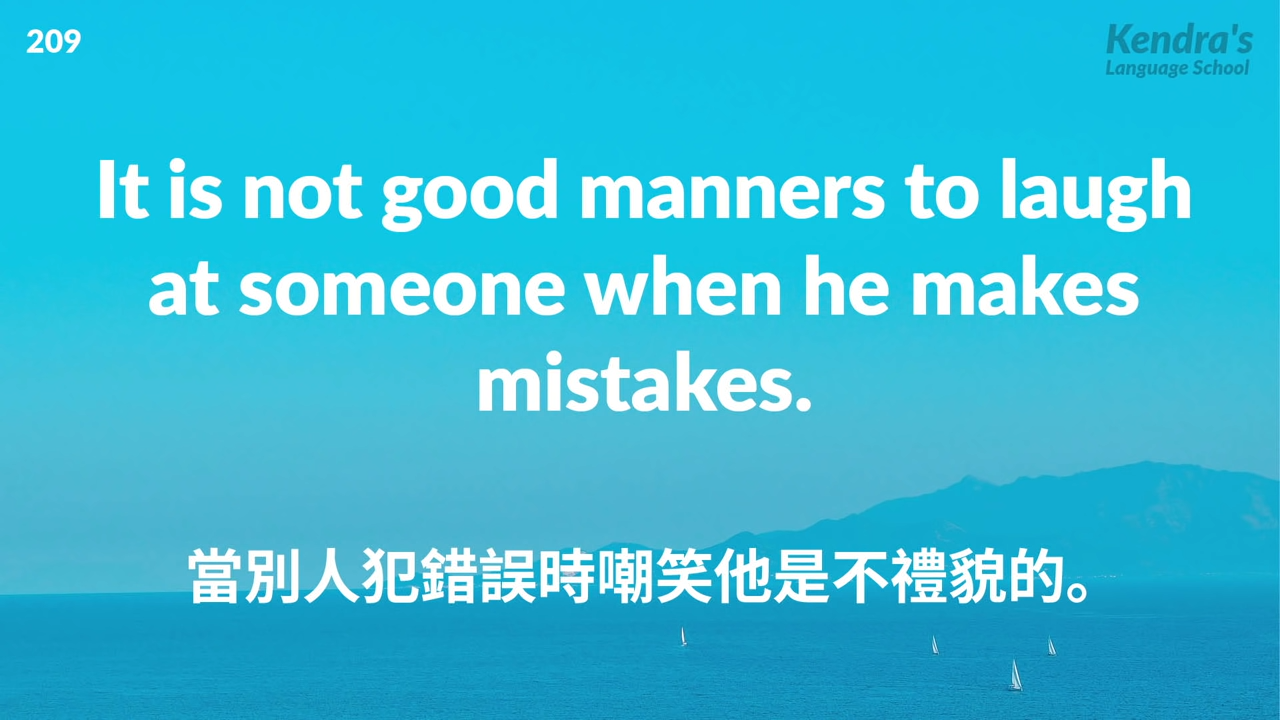 209
Kendra's
Language School
It is not good manners to laugh
at someone when he makes
mistakes.
當別人犯錯誤時嘲笑他是不禮貌的。